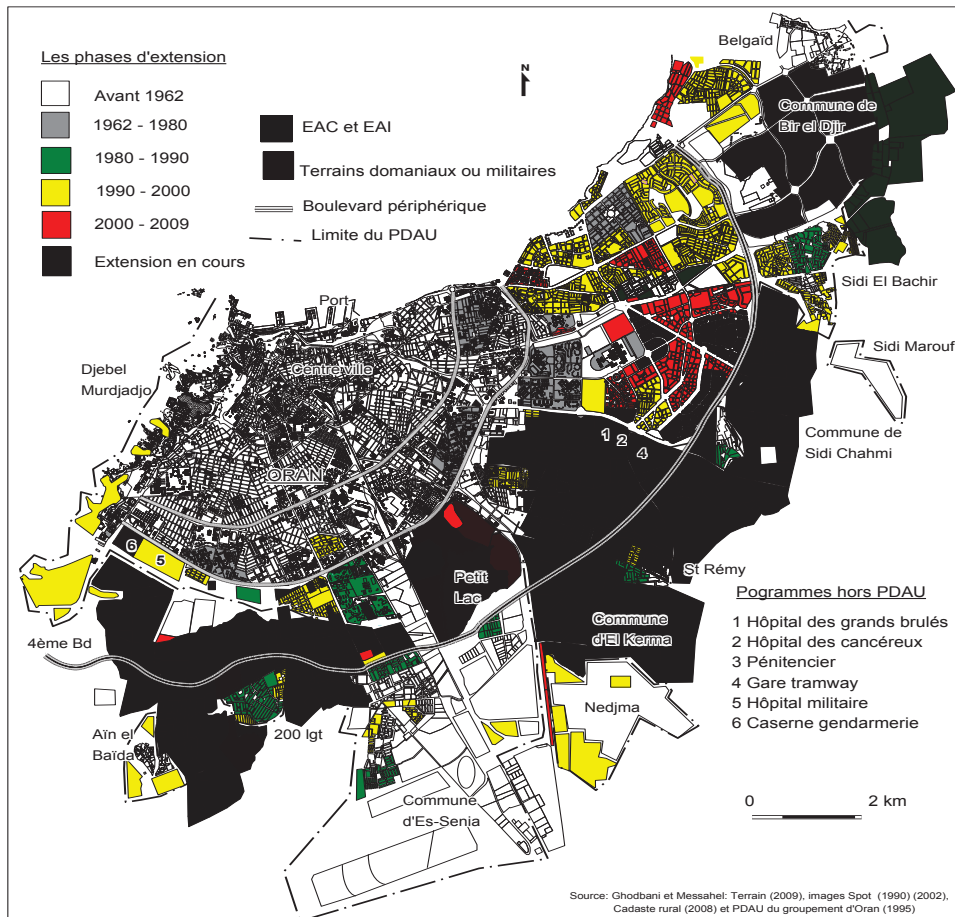 Les phases d'extension
Avant 1962
1962 - 1980
1980 - 1990
1990 - 2000
2000 - 2009
Extension en cours
EAC et EAI
Terrains domaniaux ou militaires
Boulevard périphérique
Limite du PDAU
N
Belgaïd
Commune de
Bir el Djir
Sidi El Bachir
Sidi Marouf
Commune de
Sidi Chahmi
Port
Centre ville
Djebel
Murdjadjo
ORAN
1
2
4
6
5
Petit
Lac
St Rémy
Commune
d'El Kerma
4ème Bd
Nedjma
200 lgt
Aïn el
Baïda
Commune
d'Es-Senia
Pogrammes hors PDAU
1 Hôpital des grands brulés
2 Hôpital des cancéreux
3 Pénitencier
4 Gare tramway
5 Hôpital militaire
6 Caserne gendarmerie
0 2 km
Source: Ghodbani et Messahel: Terrain (2009), images Spot (1990) (2002),
Cadaste rural (2008) et PDAU du groupement d'Oran (1995)